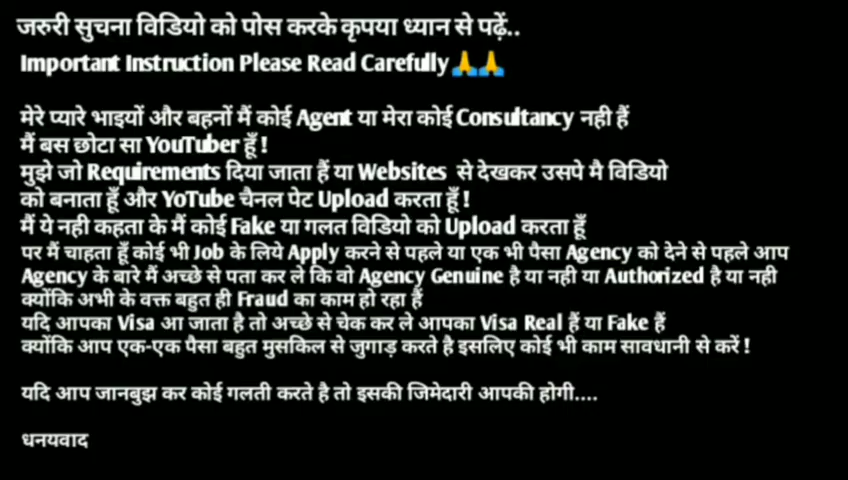 जरुरी सुचना विडियो को पोस करके कृपया ध्यान से पढ़ें..
Important Instruction Please Read Carefully🙏🙏
मेरे प्यारे भाइयों और बहनों मैं कोई Agent या मेरा कोई Consultancy नही हैं
मैं बस छोटा सा YouTuber हूँ !
मुझे जो Requirements दिया जाता हैं या Websites से देखकर उसपे मै विडियो
को बनाता हूँ और YoTube चैनल पेट Upload करता हूँ !
मैं ये नही कहता के मैं कोई Fake या गलत विडियो को Upload करता हूँ
पर मैं चाहता हूँ कोई भी Job के लिये Apply करने से पहले या एक भी पैसा Agency को देने से पहले आप
Agency के बारे मैं अच्छे से पता कर ले कि वो Agency Genuine है या नही या Authorized है या नही
क्योंकि अभी के वक्त बहुत ही Fraud का काम हो रहा हैं
यदि आपका Visa आ जाता है तो अच्छे से चेक कर ले आपका Visa Real हैं या Fake हैं
क्योंकि आप एक-एक पैसा बहुत मुसकिल से जुगाड़ करते है इसलिए कोई भी काम सावधानी से करें !
यदि आप जानबुझ कर कोई गलती करते है तो इसकी जिमेदारी आपकी होगी....
धनयवाद